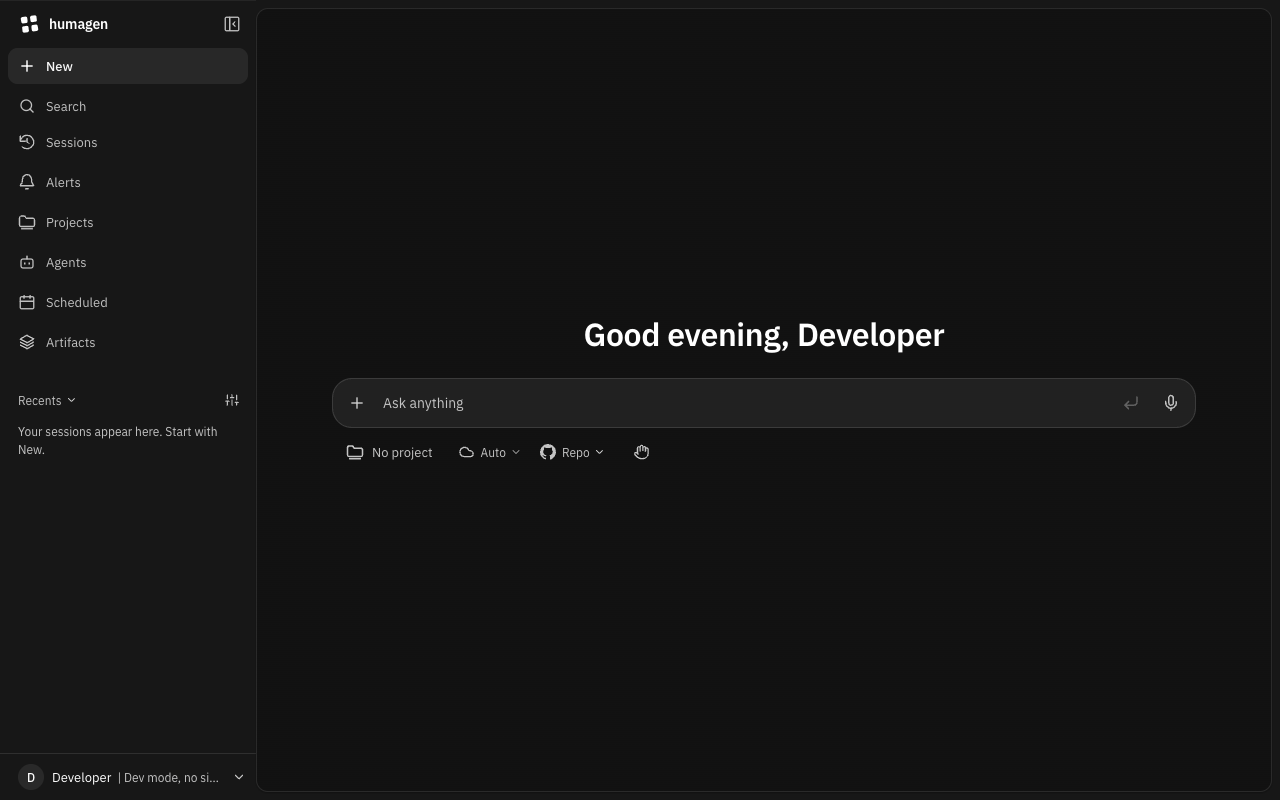 humagen
New
Search
Sessions
Alerts
Projects
Agents
Scheduled
Artifacts
Recents
Your sessions appear here. Start with
New.
D Developer | Dev mode, no si...
Good evening, Developer
Ask anything
No project Auto Repo